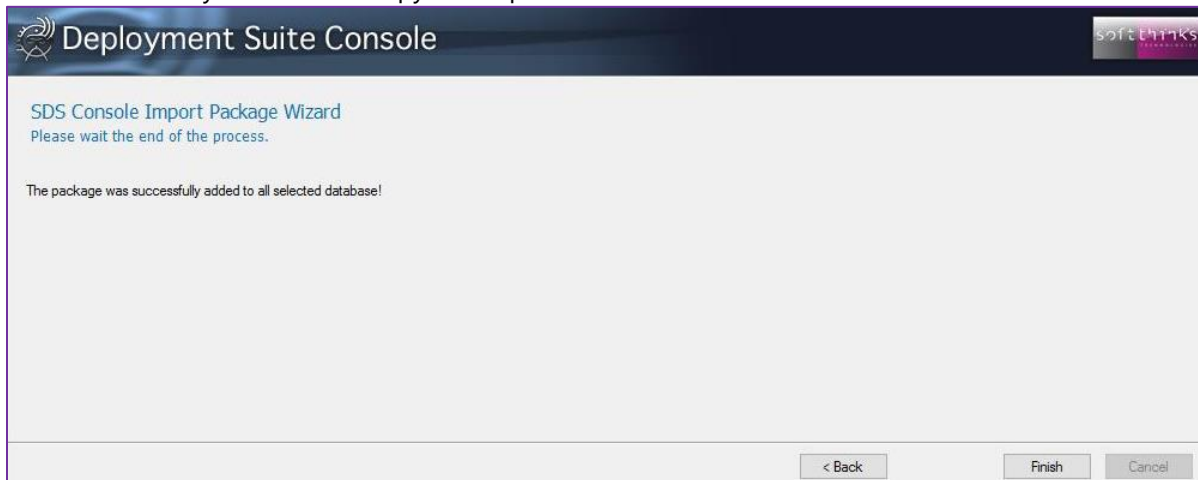 Deployment Suite Console
softthinks
SDS Console Import Package Wizard
Please wait the end of the process.
The package was successfully added to all selected database!
< Back
Finish
Cancel